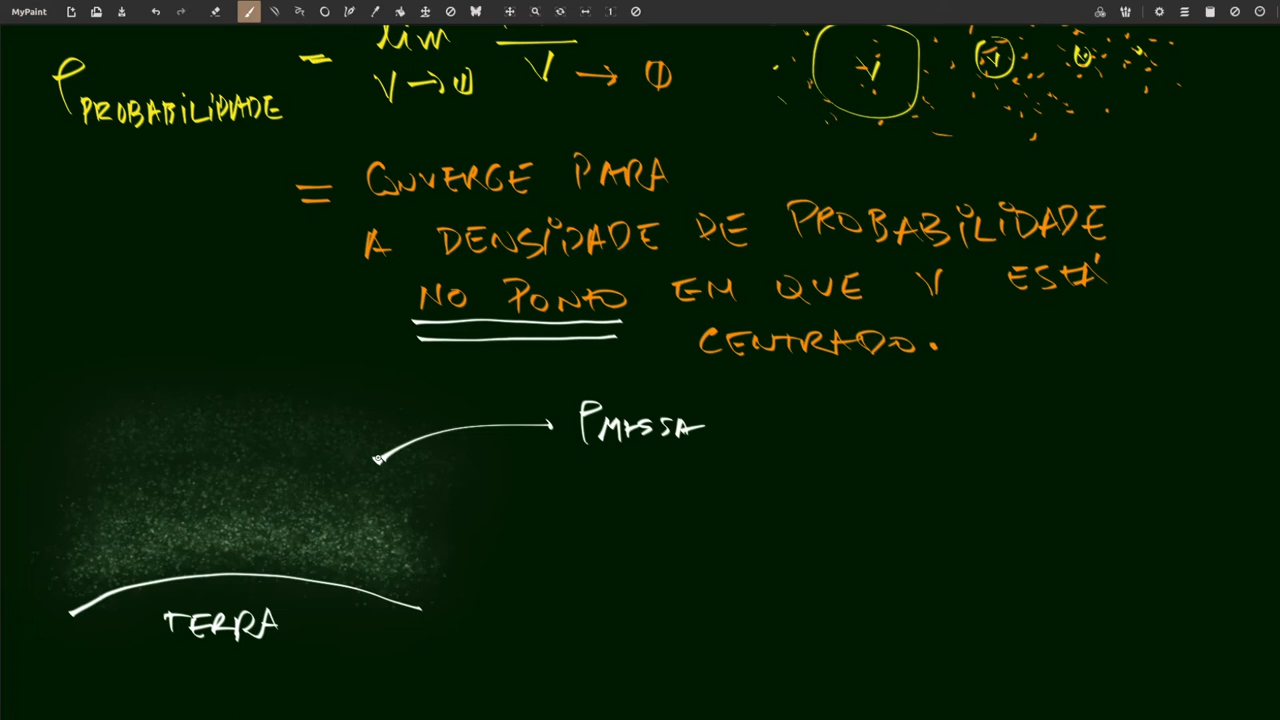 MyPaint
ρ PROBABILIDADE = lim V→0 V → 0
V V V
= CONVERGE PARA
A DENSIDADE DE PROBABILIDADE
NO PONTO EM QUE V ESTÁ
CENTRADO.
ρ MASSA
TERRA